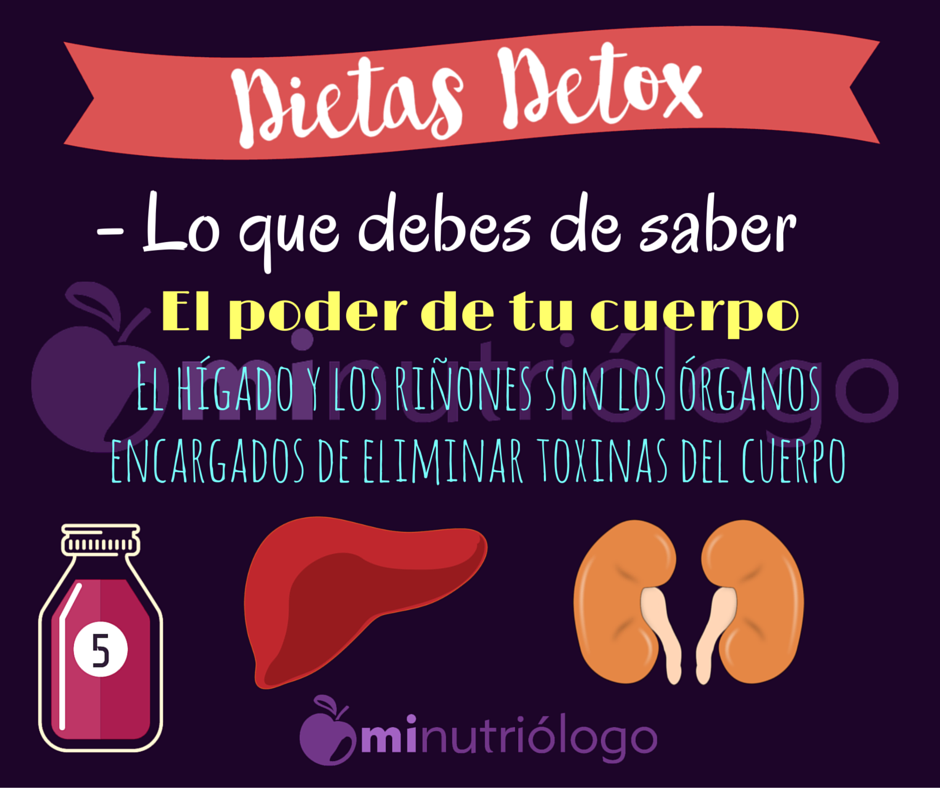 Dietas Detox
- Lo que debes de saber
El poder de tu cuerpo
minutriólogo
EL HÍGADO Y LOS RIÑONES SON LOS ÓRGANOS
ENCARGADOS DE ELIMINAR TOXINAS DEL CUERPO
5
minutriólogo